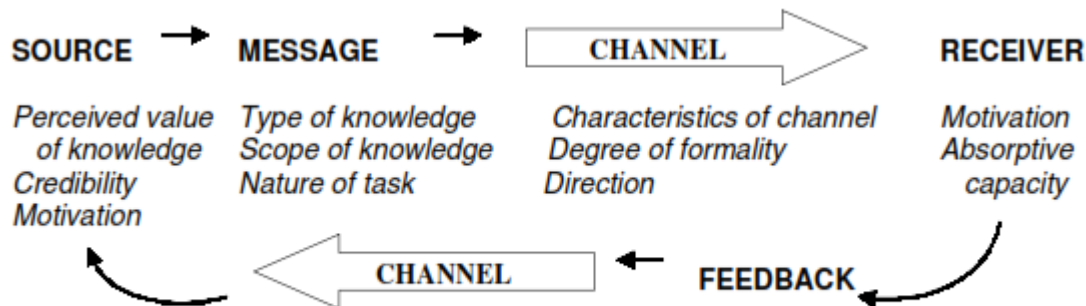 SOURCE MESSAGE CHANNEL RECEIVER
Perceived value Type of knowledge Characteristics of channel Motivation
of knowledge Scope of knowledge Degree of formality Absorptive
Credibility Nature of task Direction capacity
Motivation
CHANNEL FEEDBACK